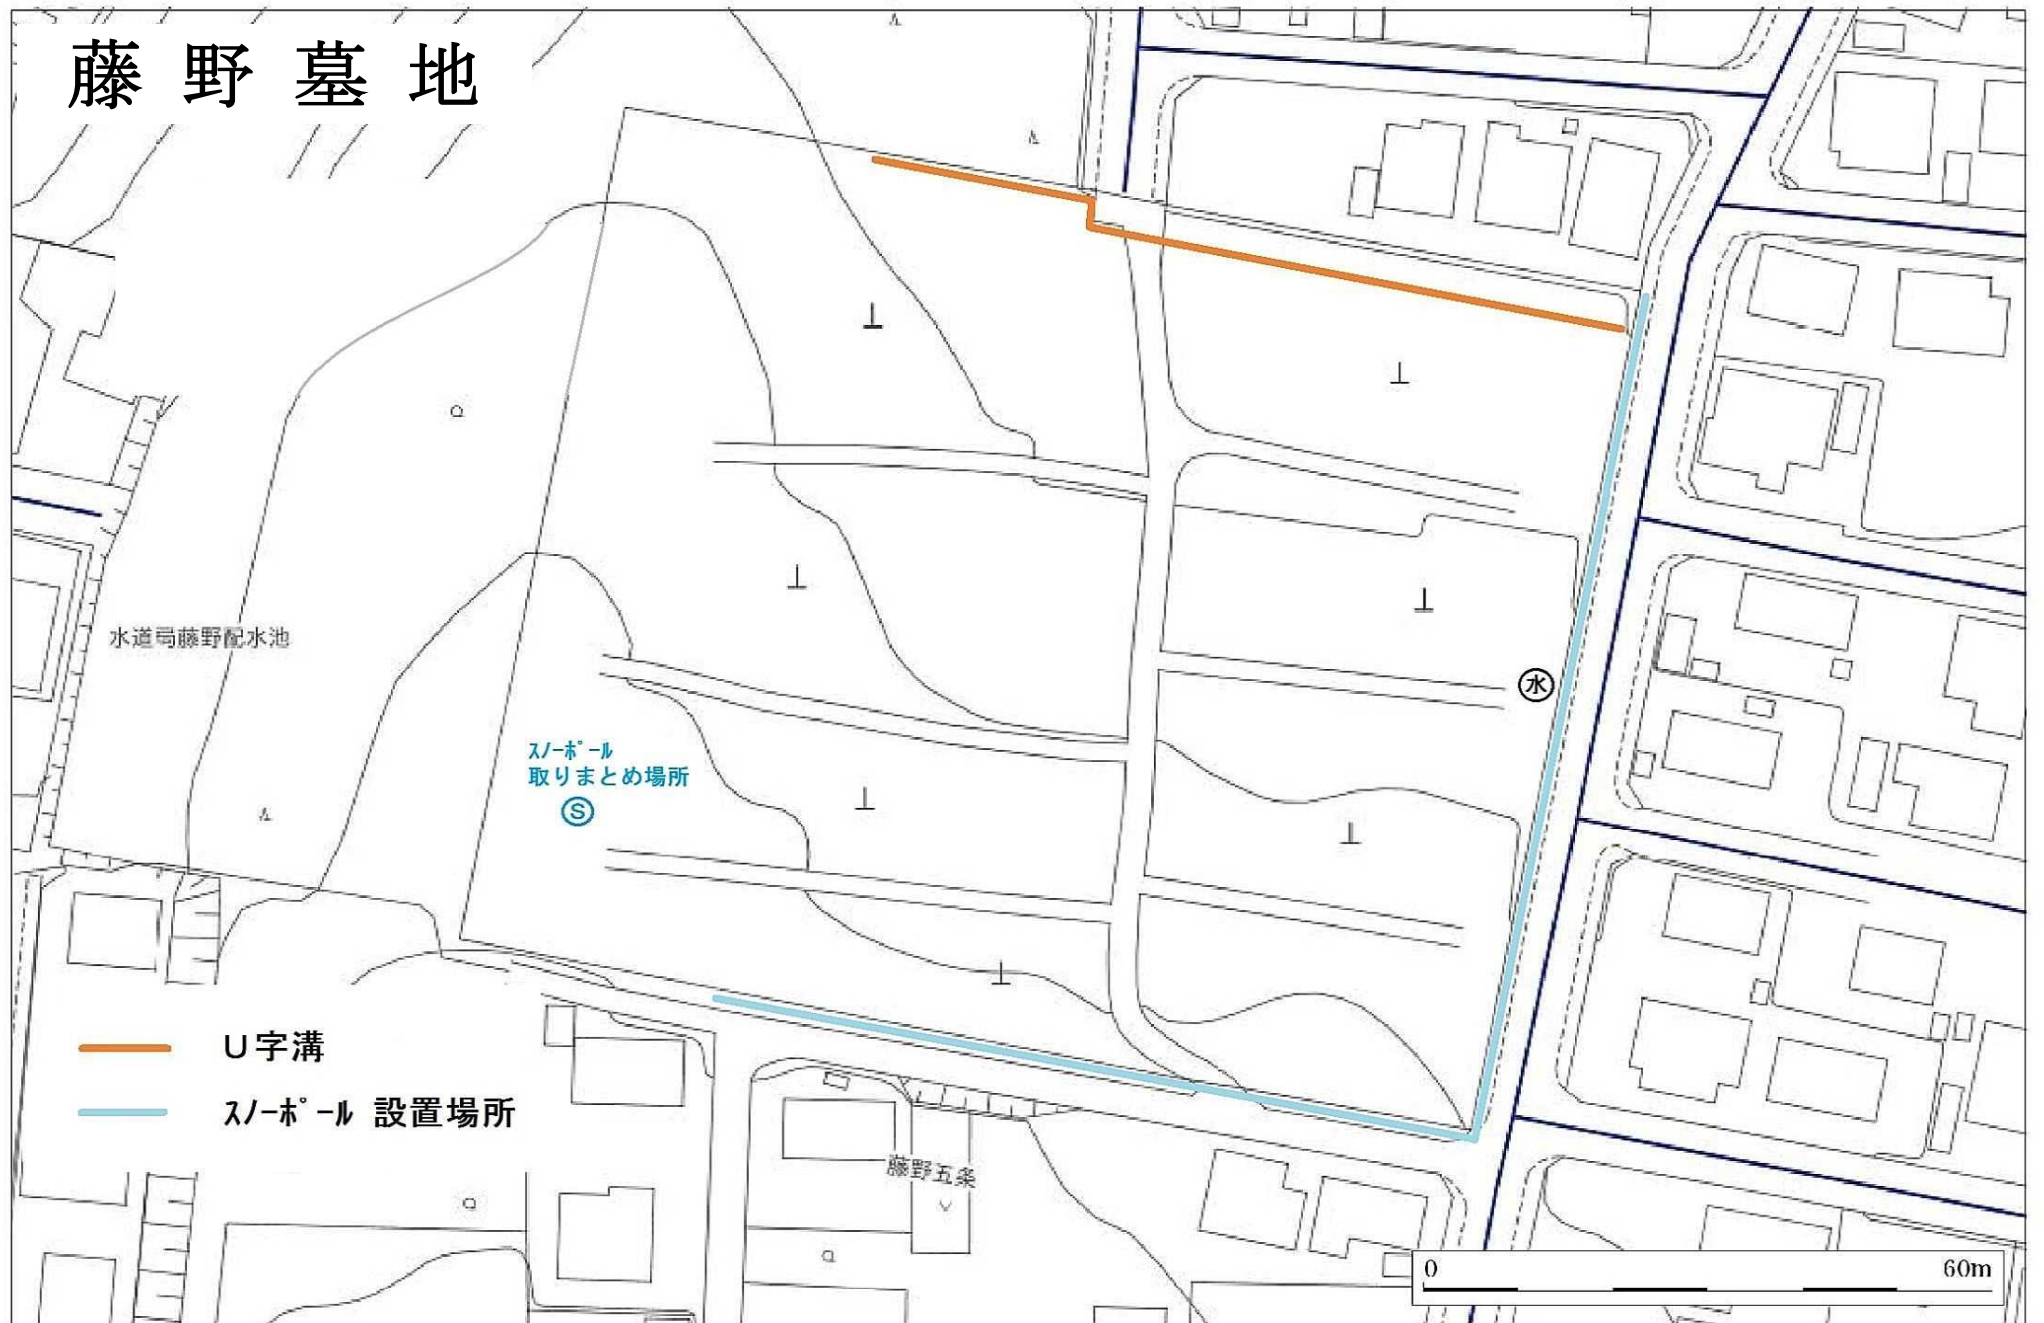 藤野墓地
水
水道局藤野配水池
ｽﾉｰﾎﾟｰﾙ
取りまとめ場所
Ⓢ
U字溝
ｽﾉｰﾎﾟｰﾙ 設置場所
藤野五条
0 60m